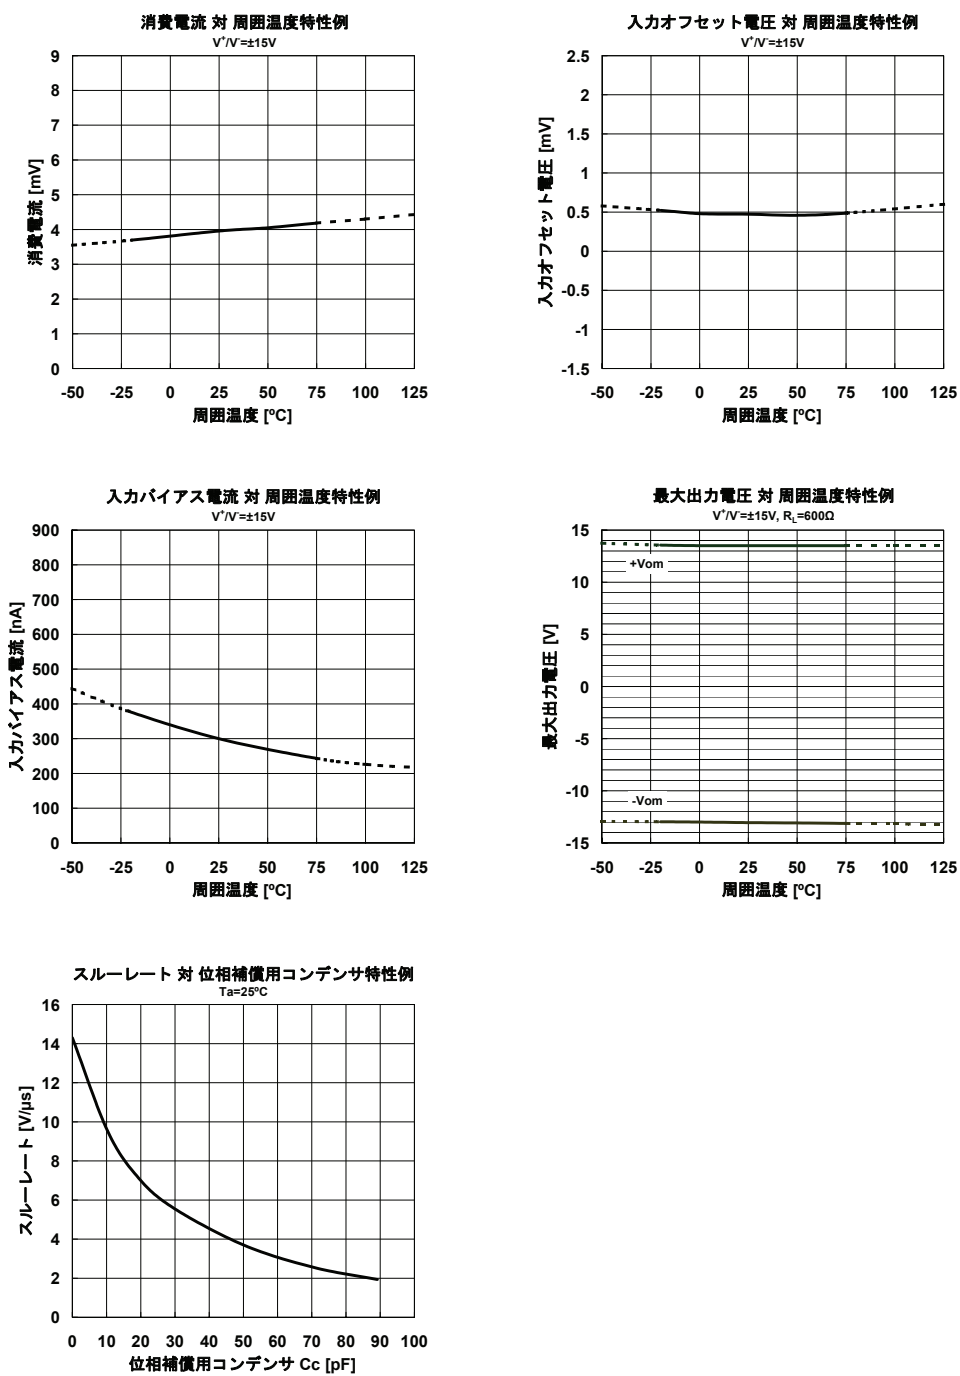 消費電流 対 周囲温度特性例
V⁺/V⁻=±15V
消費電流 [mV]
9
8
7
6
5
4
3
2
1
0
-50 -25 0 25 50 75 100 125
周囲温度 [ºC]
入力オフセット電圧 対 周囲温度特性例
V⁺/V⁻=±15V
入力オフセット電圧 [mV]
2.5
2
1.5
1
0.5
0
-0.5
-1
-1.5
-50 -25 0 25 50 75 100 125
周囲温度 [ºC]
入力バイアス電流 対 周囲温度特性例
V⁺/V⁻=±15V
入力バイアス電流 [nA]
900
800
700
600
500
400
300
200
100
0
-50 -25 0 25 50 75 100 125
周囲温度 [ºC]
最大出力電圧 対 周囲温度特性例
V⁺/V⁻=±15V, R_L=600Ω
最大出力電圧 [V]
15
10
5
0
-5
-10
-15
+Vom
-Vom
-50 -25 0 25 50 75 100 125
周囲温度 [ºC]
スルーレート 対 位相補償用コンデンサ特性例
Ta=25ºC
スルーレート [V/µs]
16
14
12
10
8
6
4
2
0
0 10 20 30 40 50 60 70 80 90 100
位相補償用コンデンサ Cc [pF]